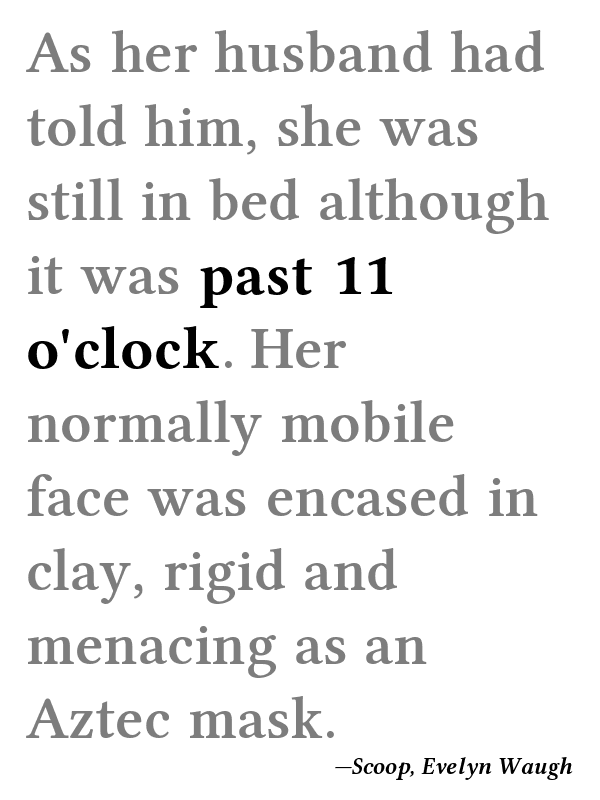 As her husband had
told him, she was
still in bed although
it was past 11
o'clock. Her
normally mobile
face was encased in
clay, rigid and
menacing as an
Aztec mask.
—Scoop, Evelyn Waugh